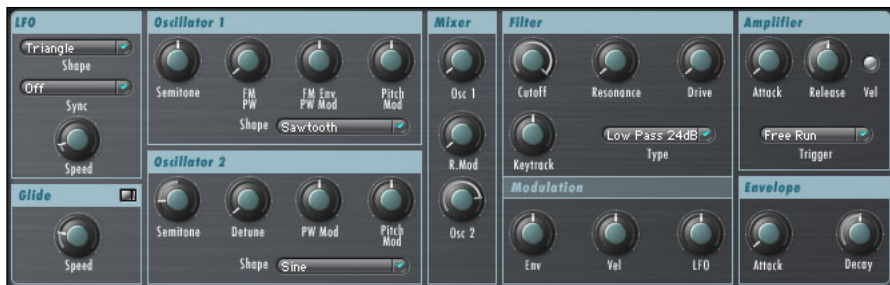 LFO
Triangle
Shape
Off
Sync
Speed
Glide
Speed
Oscillator 1
Semitone
FM
PW
FM Env
PW Mod
Pitch
Mod
Shape
Sawtooth
Oscillator 2
Semitone
Detune
PW Mod
Pitch
Mod
Shape
Sine
Mixer
Osc 1
R.Mod
Osc 2
Filter
Cutoff
Resonance
Drive
Keytrack
Low Pass 24dB
Type
Modulation
Env
Vel
LFO
Amplifier
Attack
Release
Vel
Free Run
Trigger
Envelope
Attack
Decay